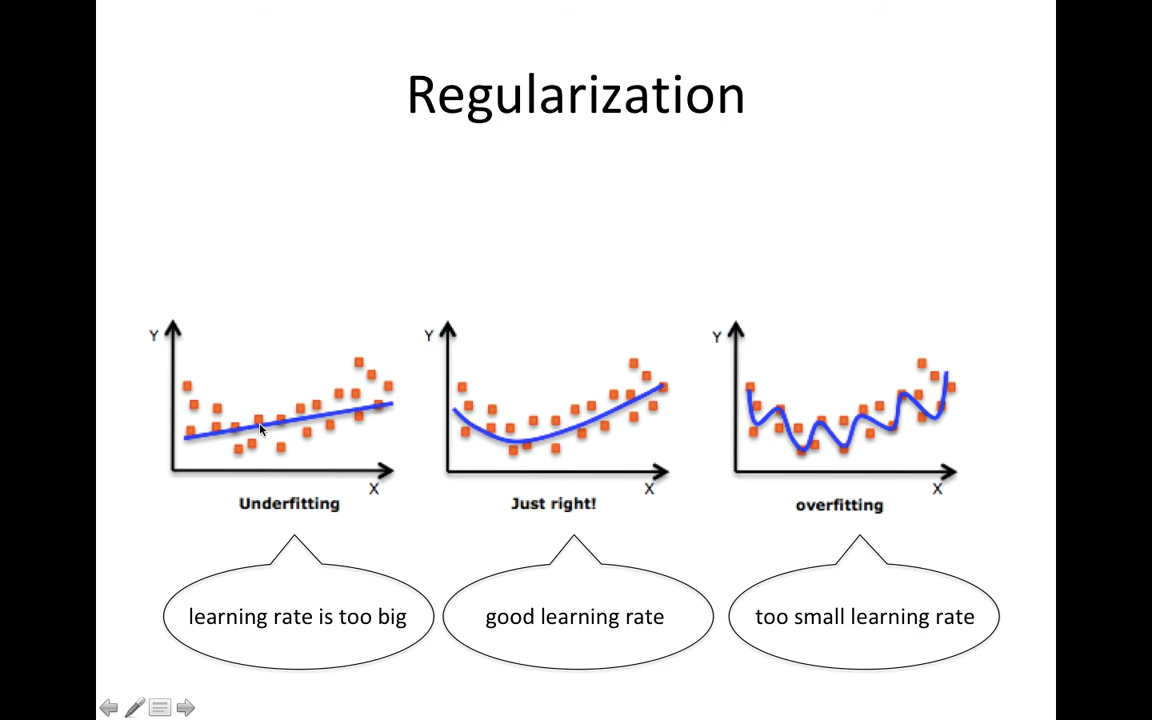 Regularization
Y
X
Underfitting
Y
X
Just right!
Y
X
overfitting
learning rate is too big
good learning rate
too small learning rate